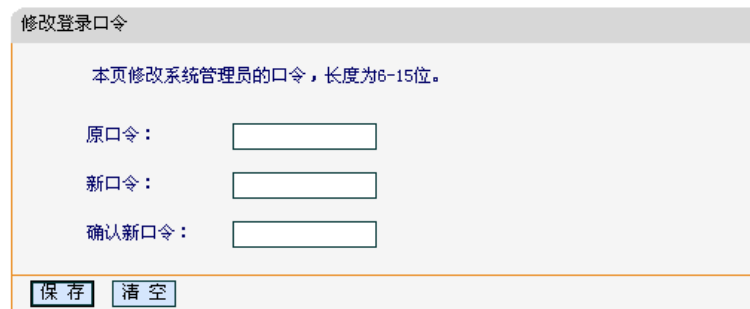 修改登录口令
本页修改系统管理员的口令，长度为6-15位。
原口令：
新口令：
确认新口令：
保 存 清 空